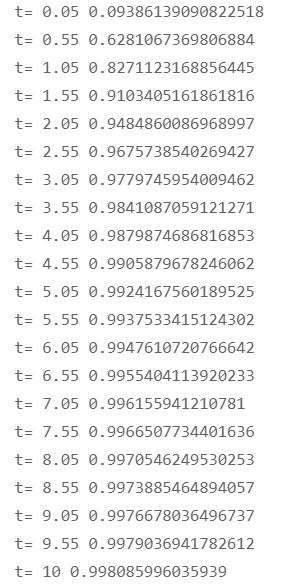 t= 0.05 0.09386139090822518
t= 0.55 0.6281067369806884
t= 1.05 0.8271123168856445
t= 1.55 0.9103405161861816
t= 2.05 0.9484860086968997
t= 2.55 0.9675738540269427
t= 3.05 0.9779745954009462
t= 3.55 0.9841087059121271
t= 4.05 0.9879874686816853
t= 4.55 0.9905879678246062
t= 5.05 0.9924167560189525
t= 5.55 0.9937533415124302
t= 6.05 0.9947610720766642
t= 6.55 0.9955404113920233
t= 7.05 0.996155941210781
t= 7.55 0.9966507734401636
t= 8.05 0.9970546249530253
t= 8.55 0.9973885464894057
t= 9.05 0.9976678036496737
t= 9.55 0.9979036941782612
t= 10 0.998085996035939